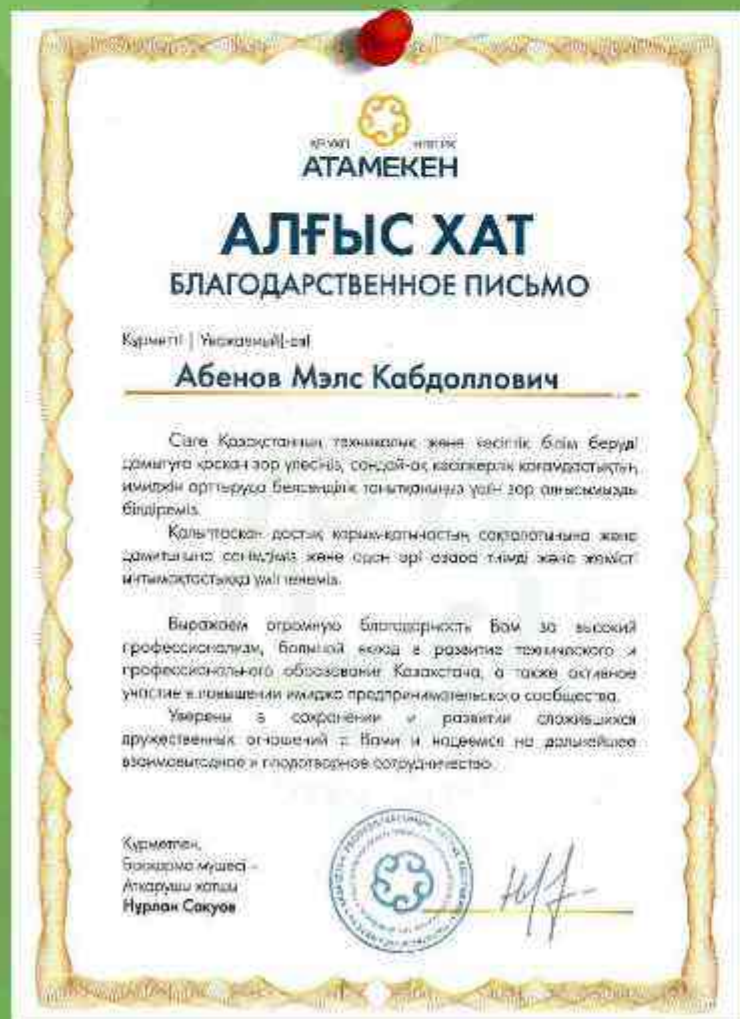 АТАМЕКЕН
АЛҒЫС ХАТ
БЛАГОДАРСТВЕННОЕ ПИСЬМО
Құрметті | Уважаемый(-ая)
Абенов Мэлс Кабдоллович
Сізге Қазақстанның техникалық және кәсіптік білім беруді
дамытуға қосқан зор үлесіңіз, сондай-ақ кәсіпкерлік қоғамдастықтың
имиджін арттыруда белсенділік танытқаныңыз үшін зор алғысымызды
білдіреміз.
Қалыптасқан достық қарым-қатынастың сақталатынына және
дамитынына сенімдіміз және одан әрі өзара тиімді және жемісті
ынтымақтастыққа үміттенеміз.
Выражаем огромную благодарность Вам за высокий
профессионализм, большой вклад в развитие технического и
профессионального образования Казахстана, а также активное
участие в повышении имиджа предпринимательского сообщества.
Уверены в сохранении и развитии сложившихся
дружественных отношений с Вами и надеемся на дальнейшее
взаимовыгодное и плодотворное сотрудничество.
Құрметпен,
Басқарма мүшесі –
Атқарушы хатшы
Нұрлан Сакуов